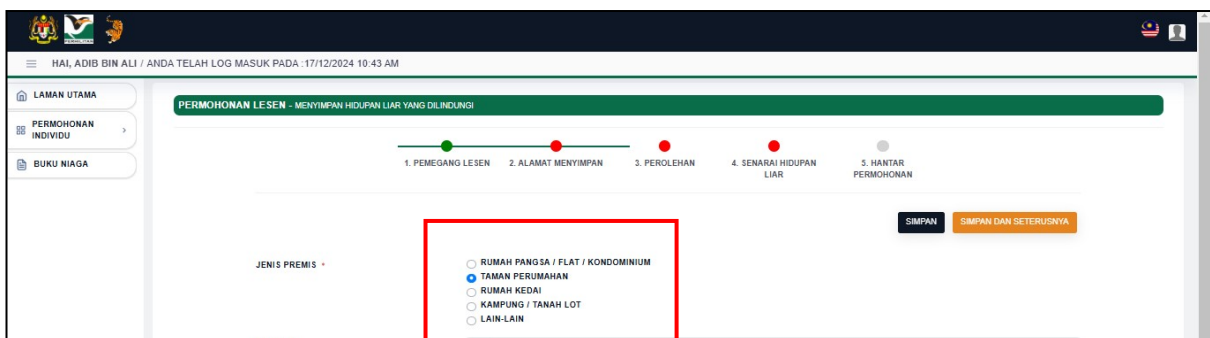 HAI, ADIB BIN ALI / ANDA TELAH LOG MASUK PADA :17/12/2024 10:43 AM
LAMAN UTAMA
PERMOHONAN
INDIVIDU
BUKU NIAGA
PERMOHONAN LESEN - MENYIMPAN HIDUPAN LIAR YANG DILINDUNGI
1. PEMEGANG LESEN
2. ALAMAT MENYIMPAN
3. PEROLEHAN
4. SENARAI HIDUPAN
LIAR
5. HANTAR
PERMOHONAN
SIMPAN
SIMPAN DAN SETERUSNYA
JENIS PREMIS *
RUMAH PANGSA / FLAT / KONDOMINIUM
TAMAN PERUMAHAN
RUMAH KEDAI
KAMPUNG / TANAH LOT
LAIN-LAIN